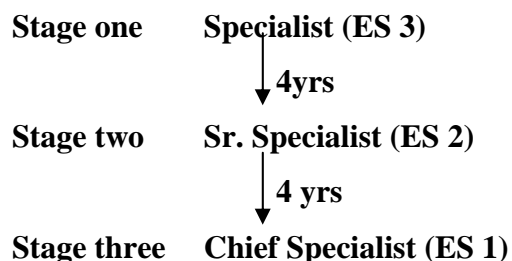 Stage one Specialist (ES 3)
4yrs
Stage two Sr. Specialist (ES 2)
4 yrs
Stage three Chief Specialist (ES 1)